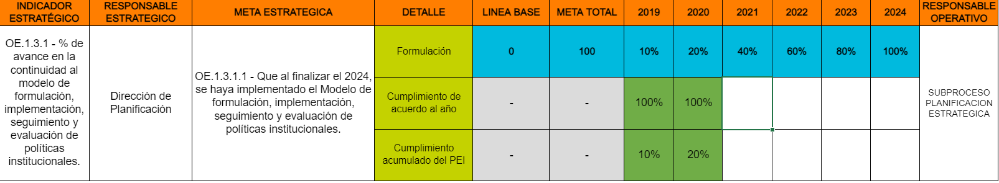 INDICADOR ESTRATÉGICO
RESPONSABLE ESTRATEGICO
META ESTRATEGICA
DETALLE
LINEA BASE
META TOTAL
2019
2020
2021
2022
2023
2024
RESPONSABLE OPERATIVO
OE.1.3.1 - % de
avance en la
continuidad al
modelo de
formulación,
implementación,
seguimiento y
evaluación de
políticas
institucionales.
Dirección de
Planificación
OE.1.3.1.1 - Que al finalizar el 2024,
se haya implementado el Modelo de
formulación, implementación,
seguimiento y evaluación de
políticas institucionales.
Formulación
0
100
10%
20%
40%
60%
80%
100%
Cumplimiento de
acuerdo al año
-
-
100%
100%
Cumplimiento
acumulado del PEI
-
-
10%
20%
SUBPROCESO
PLANIFICACION
ESTRATEGICA